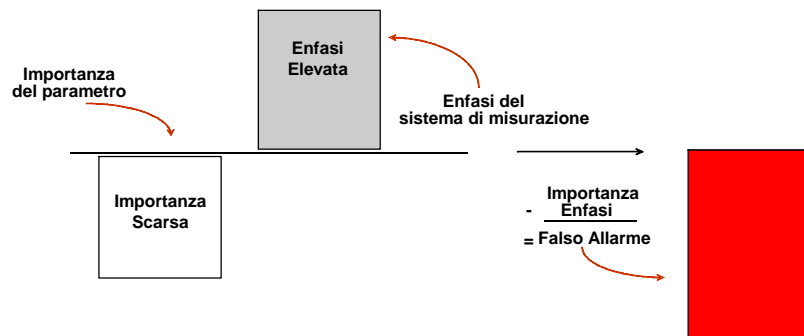 Enfasi
Elevata
Importanza
del parametro
Enfasi del
sistema di misurazione
Importanza
Scarsa
Importanza
- Enfasi
= Falso Allarme